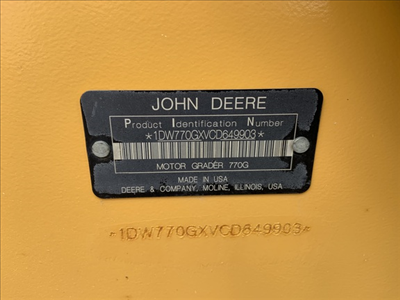 JOHN DEERE
Product Identification Number
*1DW770GXVCD649903*
MOTOR GRADER 770G
MADE IN USA
DEERE & COMPANY, MOLINE, ILLINOIS, USA
*1DW770GXVCD649903*